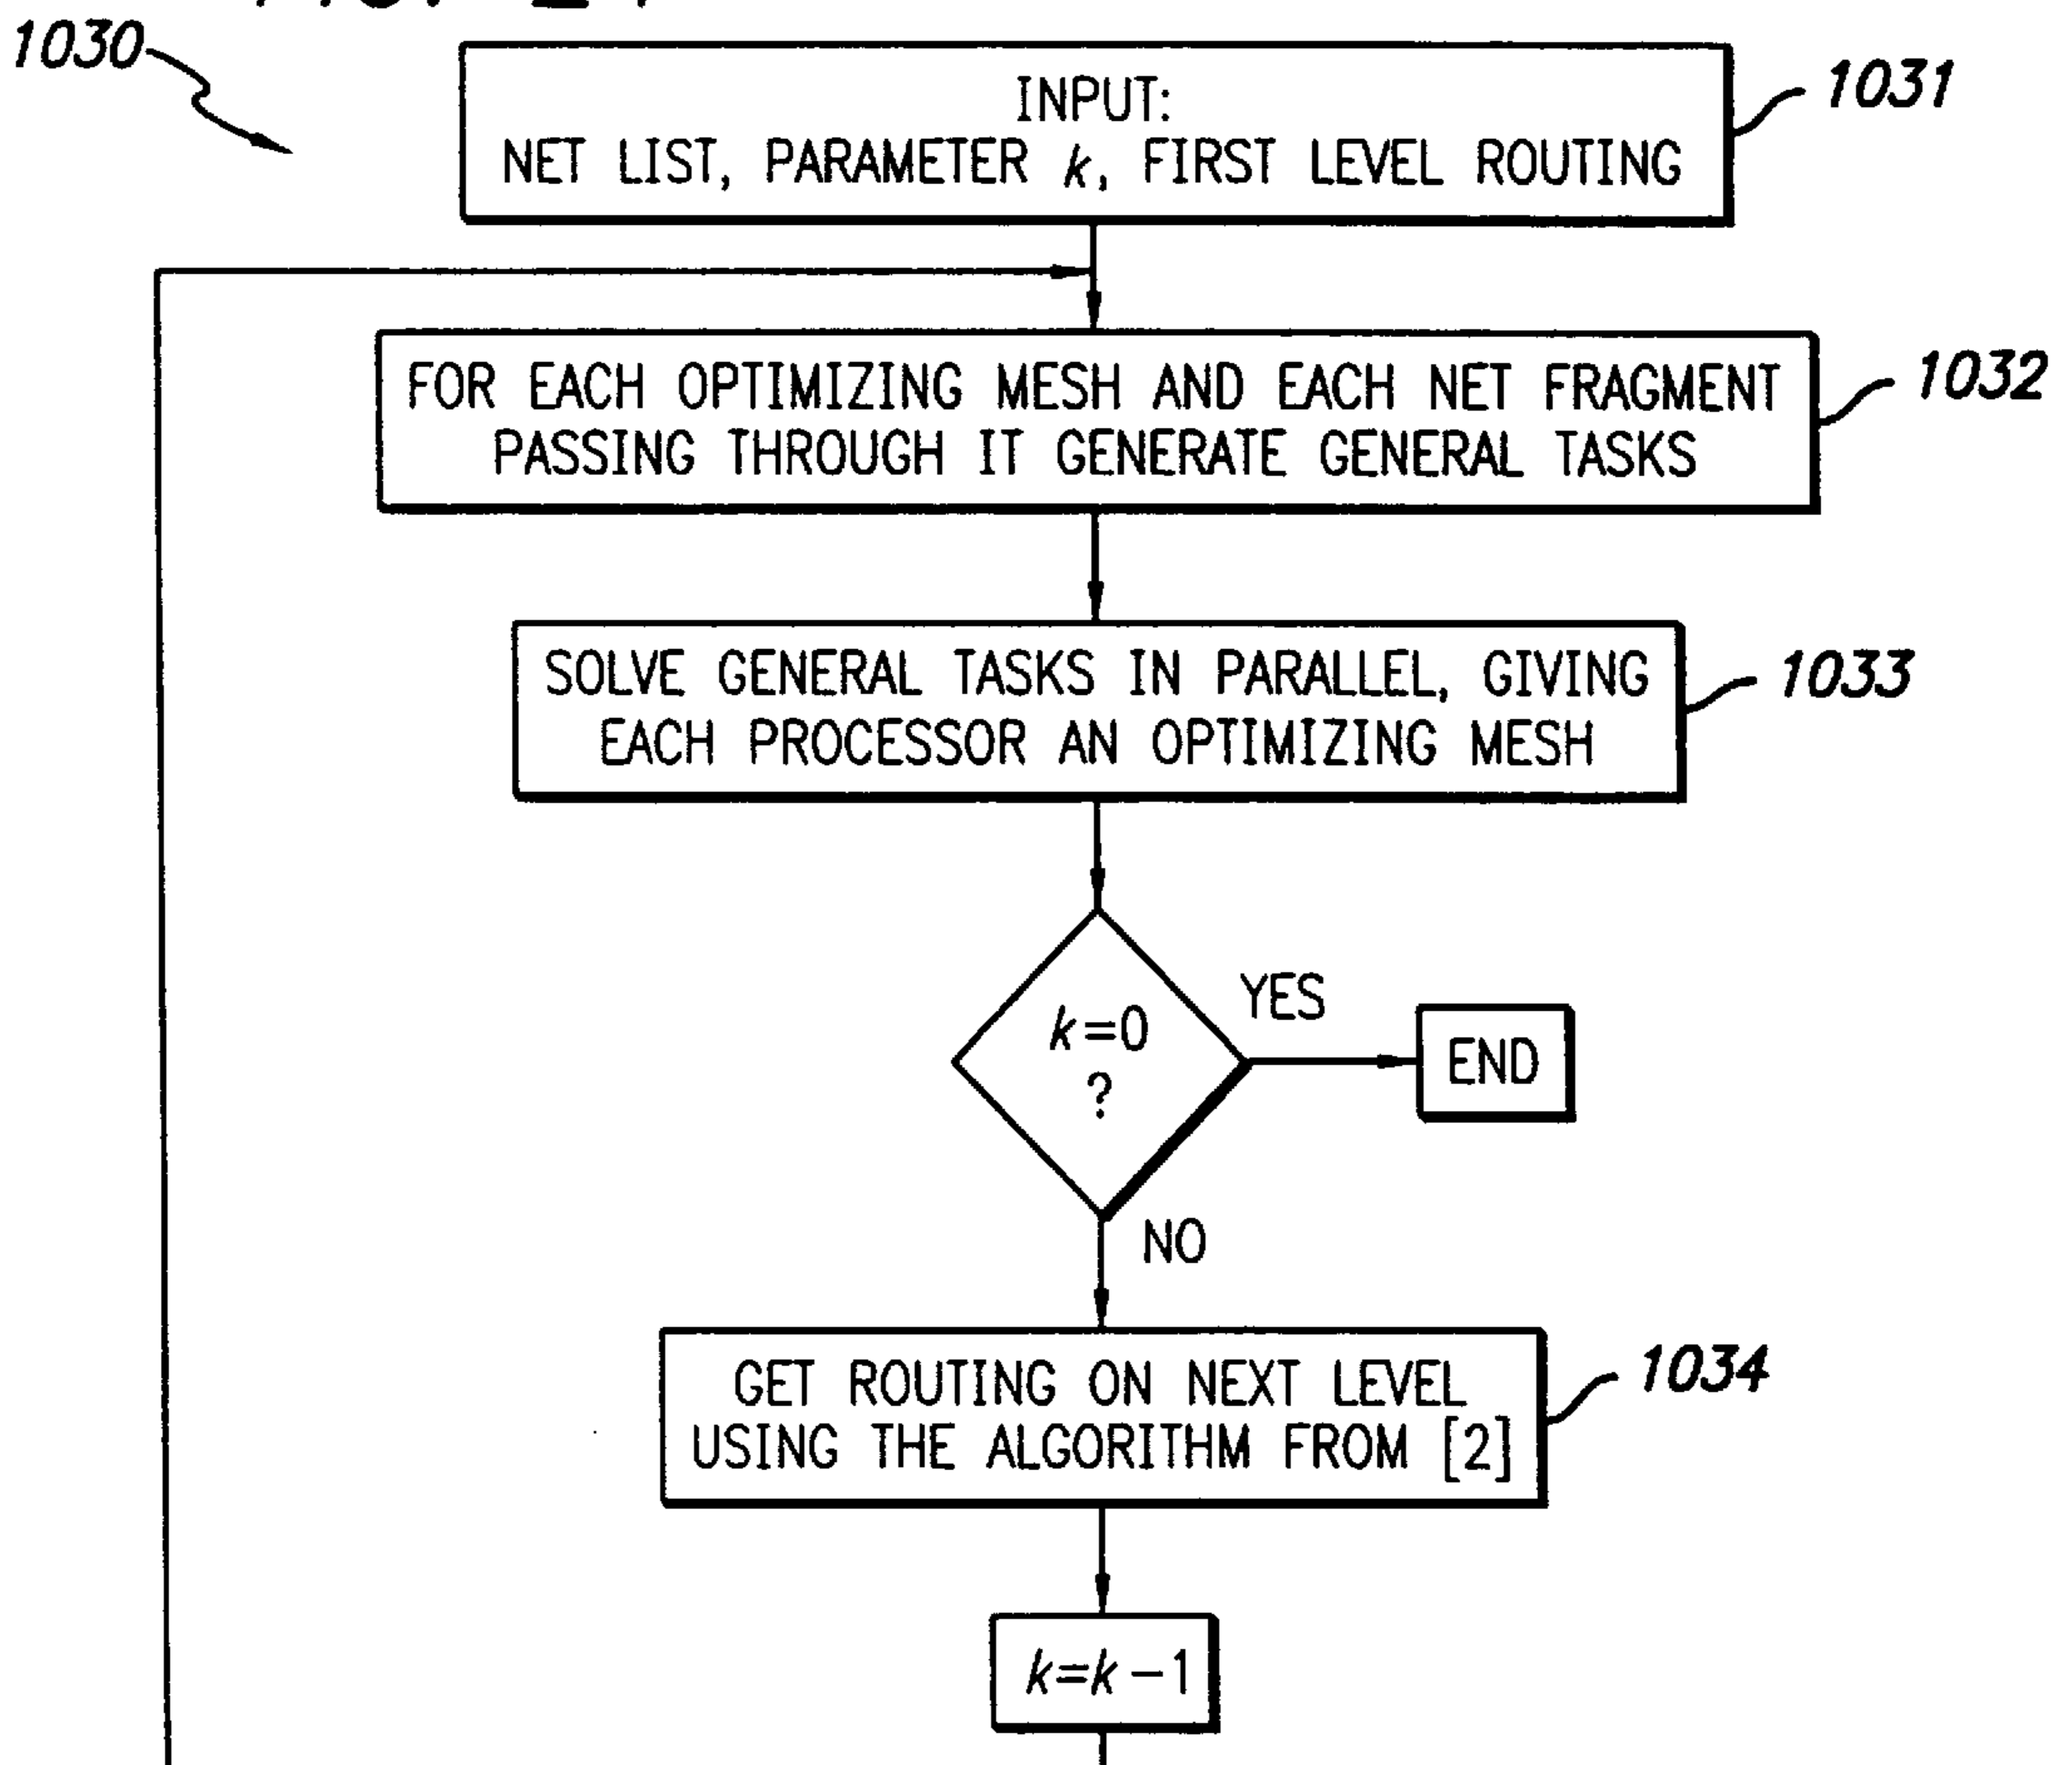 1030
INPUT:
NET LIST, PARAMETER k, FIRST LEVEL ROUTING
1031
FOR EACH OPTIMIZING MESH AND EACH NET FRAGMENT
PASSING THROUGH IT GENERATE GENERAL TASKS
1032
SOLVE GENERAL TASKS IN PARALLEL, GIVING
EACH PROCESSOR AN OPTIMIZING MESH
1033
k=0
?
YES
END
NO
GET ROUTING ON NEXT LEVEL
USING THE ALGORITHM FROM [2]
1034
k=k-1